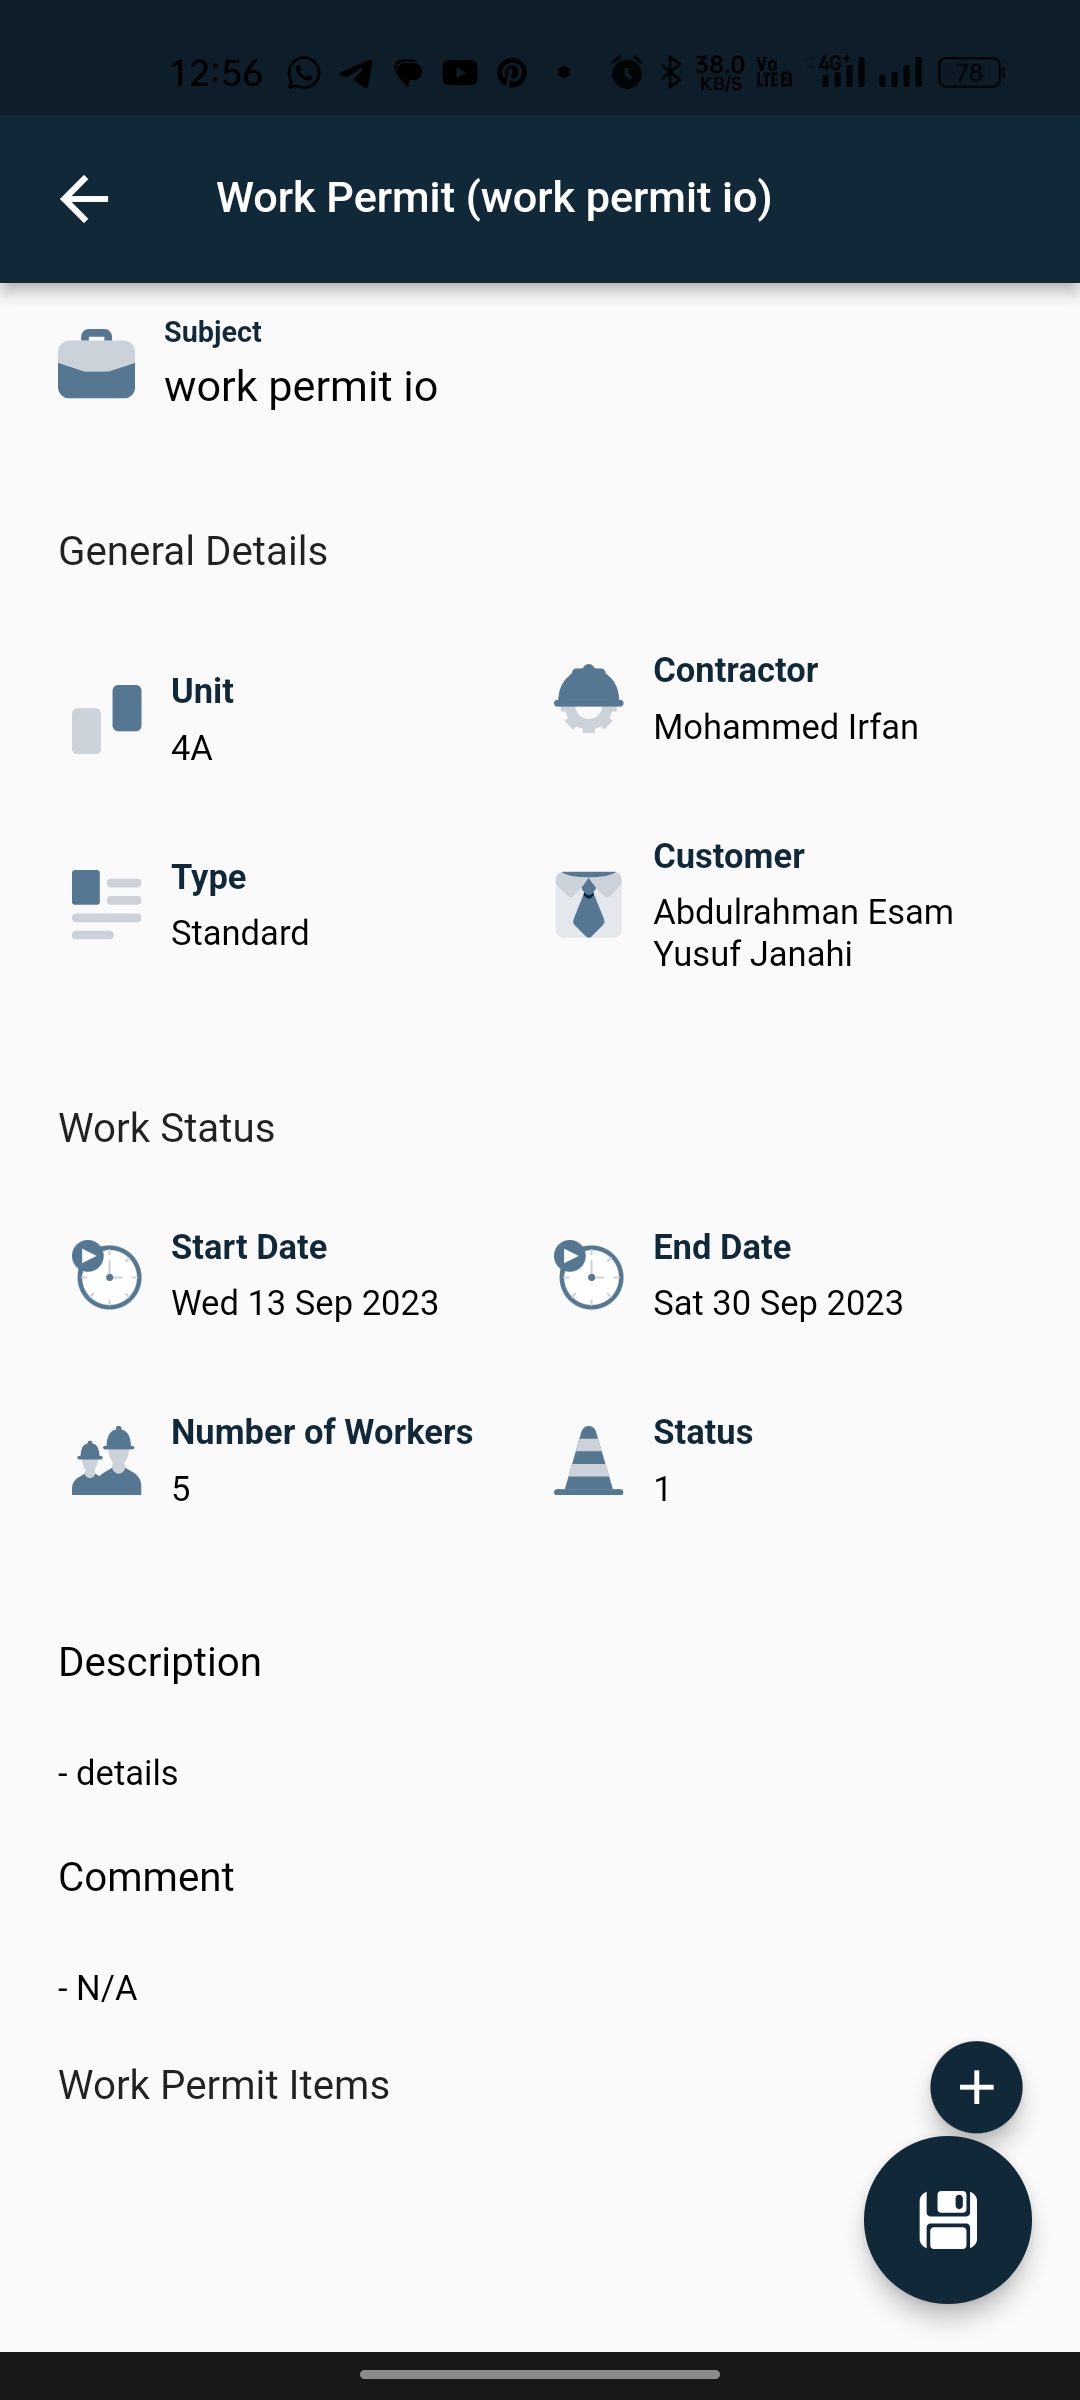 12:56 38.0 KB/S Vo LTE 2 4G+ 78
Work Permit (work permit io)
Subject
work permit io
General Details
Unit
4A
Contractor
Mohammed Irfan
Type
Standard
Customer
Abdulrahman Esam
Yusuf Janahi
Work Status
Start Date
Wed 13 Sep 2023
End Date
Sat 30 Sep 2023
Number of Workers
5
Status
1
Description
- details
Comment
- N/A
Work Permit Items